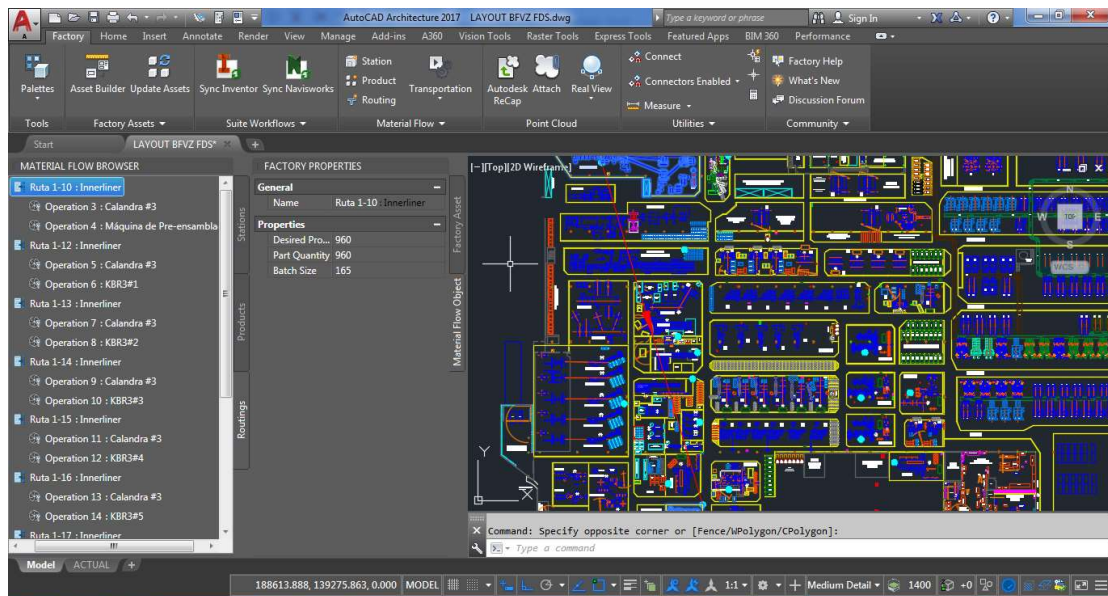 AutoCAD Architecture 2017 LAYOUT BFVZ FDS.dwg
Type a keyword or phrase
Sign In
Factory Home Insert Annotate Render View Manage Add-ins A360 Vision Tools Raster Tools Express Tools Featured Apps BIM 360 Performance
Palettes
Asset Builder
Update Assets
Sync Inventor
Sync Navisworks
Station
Product
Routing
Transportation
Autodesk ReCap
Attach
Real View
Connect
Connectors Enabled
Measure
Factory Help
What's New
Discussion Forum
Tools
Factory Assets
Suite Workflows
Material Flow
Point Cloud
Utilities
Community
Start
LAYOUT BFVZ FDS*
MATERIAL FLOW BROWSER
Ruta 1-10 : Innerliner
Operation 3 : Calandra #3
Operation 4 : Máquina de Pre-ensambla
Ruta 1-12 : Innerliner
Operation 5 : Calandra #3
Operation 6 : KBR3#1
Ruta 1-13 : Innerliner
Operation 7 : Calandra #3
Operation 8 : KBR3#2
Ruta 1-14 : Innerliner
Operation 9 : Calandra #3
Operation 10 : KBR3#3
Ruta 1-15 : Innerliner
Operation 11 : Calandra #3
Operation 12 : KBR3#4
Ruta 1-16 : Innerliner
Operation 13 : Calandra #3
Operation 14 : KBR3#5
Ruta 1-17 : Innerliner
Stations
Products
Routings
FACTORY PROPERTIES
General
Name Ruta 1-10 : Innerliner
Properties
Desired Pro... 960
Part Quantity 960
Batch Size 165
Factory Asset
Material Flow Object
[−][Top][2D Wireframe]
N
W
E
S
WCS
Y
X
Command: Specify opposite corner or [Fence/WPolygon/CPolygon]:
Type a command
Model
ACTUAL
188613.888, 139275.863, 0.000 MODEL 1:1 Medium Detail 1400 +0